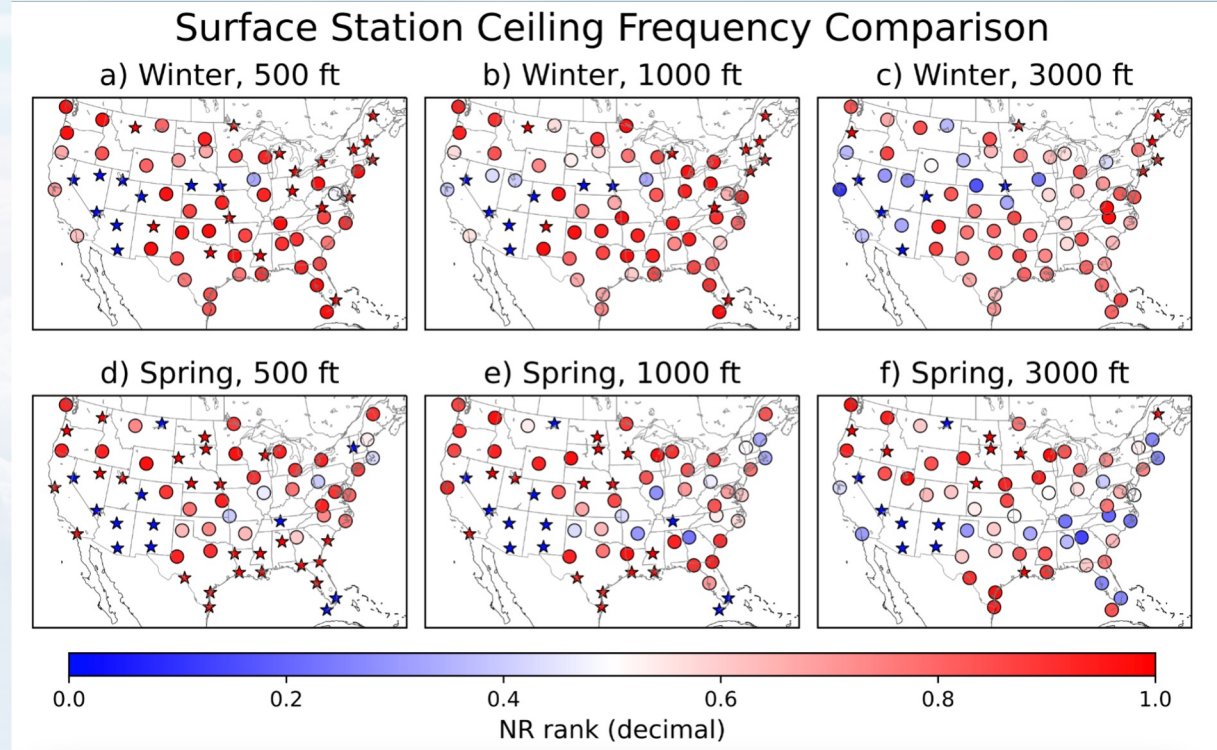 Surface Station Ceiling Frequency Comparison
a) Winter, 500 ft
b) Winter, 1000 ft
c) Winter, 3000 ft
d) Spring, 500 ft
e) Spring, 1000 ft
f) Spring, 3000 ft
0.0 0.2 0.4 0.6 0.8 1.0
NR rank (decimal)